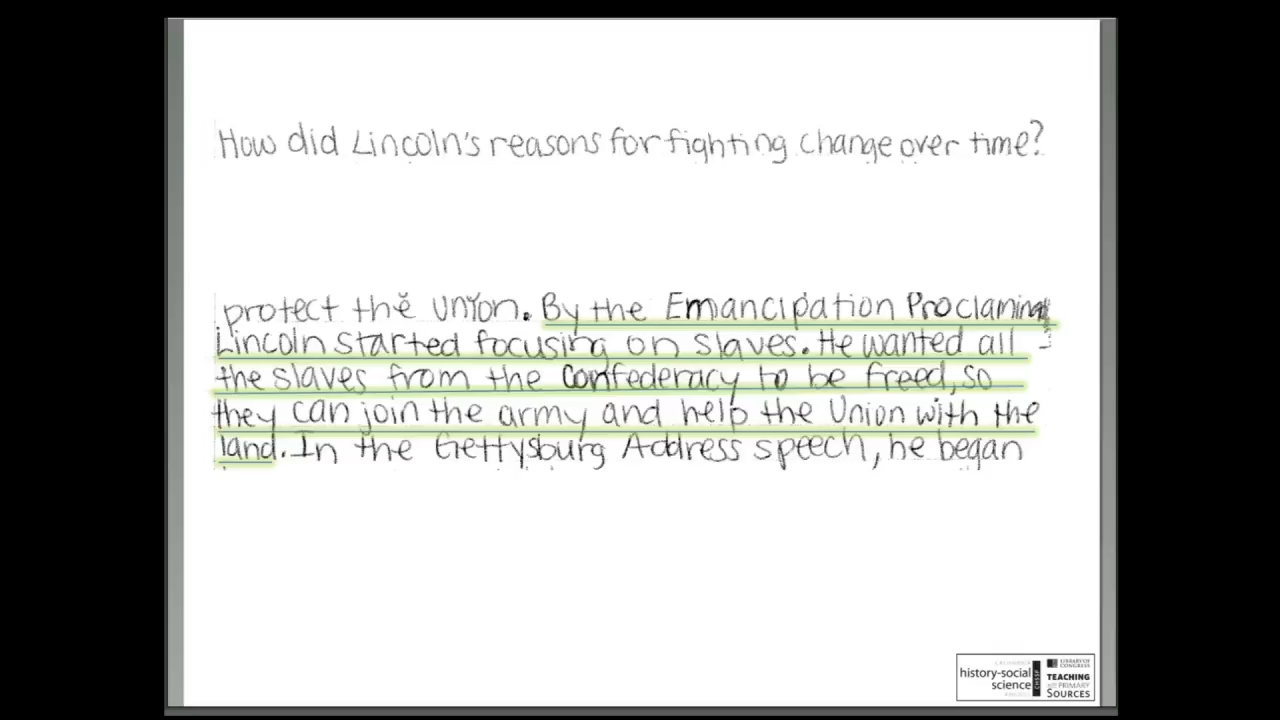 How did Lincoln's reasons for fighting change over time?
protect the Union. By the Emancipation
Lincoln started focusing on slaves. He wanted all
the slaves from the Confederacy to be freed, so
they can join the army and help the Union with the
land. In the Gettysburg Address speech, he began
history-social
science
LIBRARY OF
CONGRESS
TEACHING
with PRIMARY
SOURCES